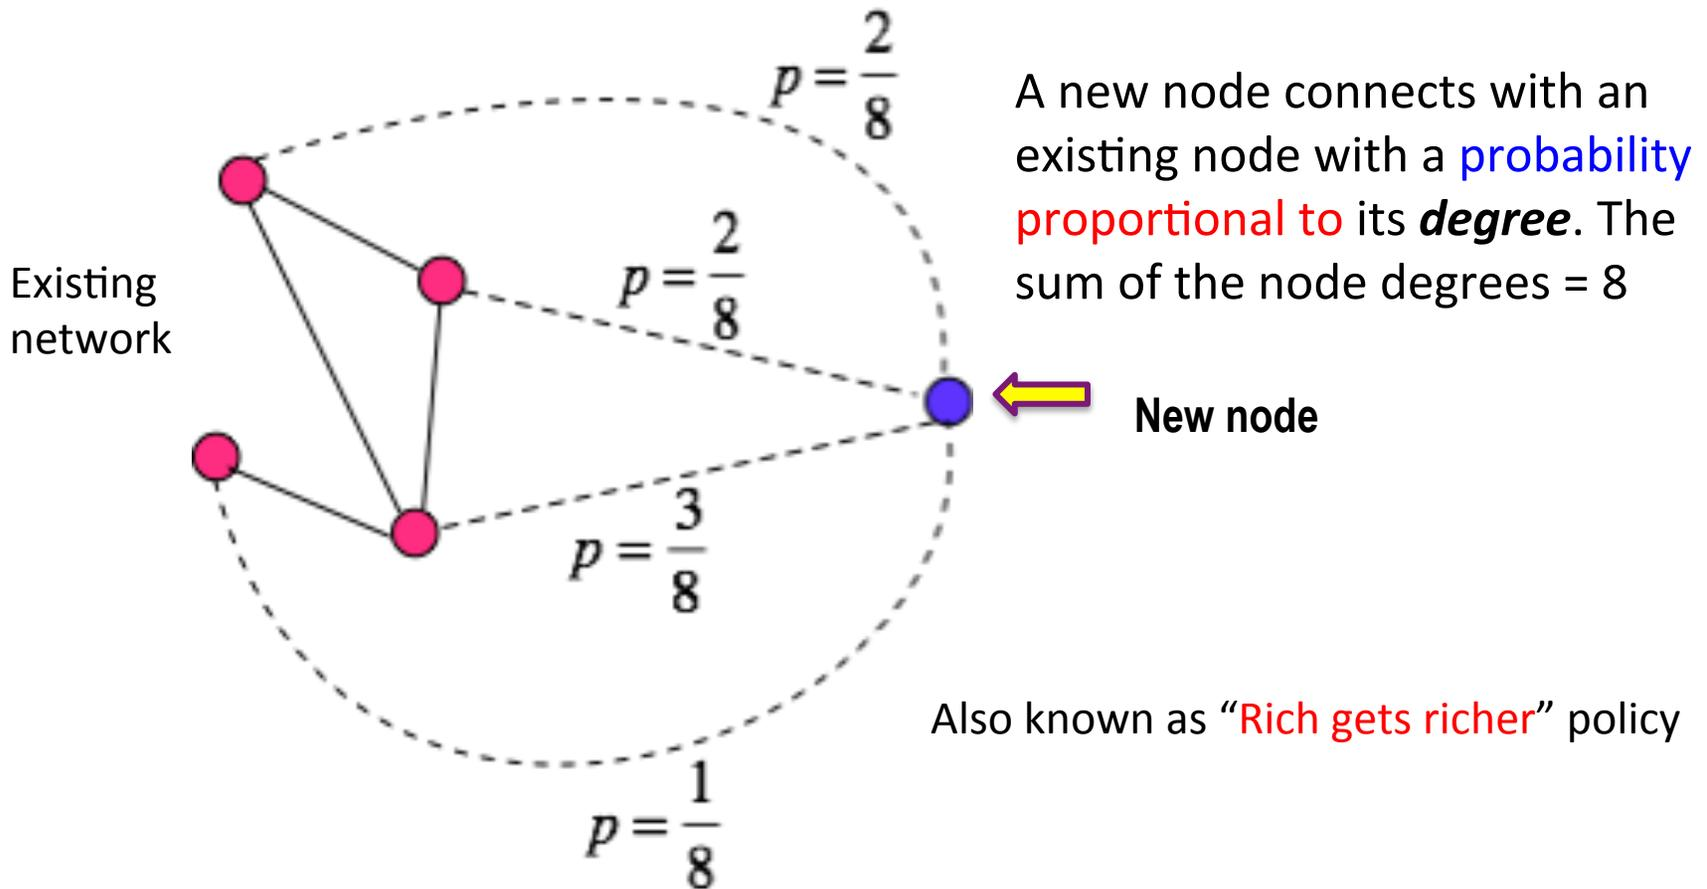 p = 2/8
A new node connects with an
existing node with a probability
proportional to its degree. The
sum of the node degrees = 8
p = 2/8
Existing
network
New node
p = 3/8
Also known as “Rich gets richer” policy
p = 1/8